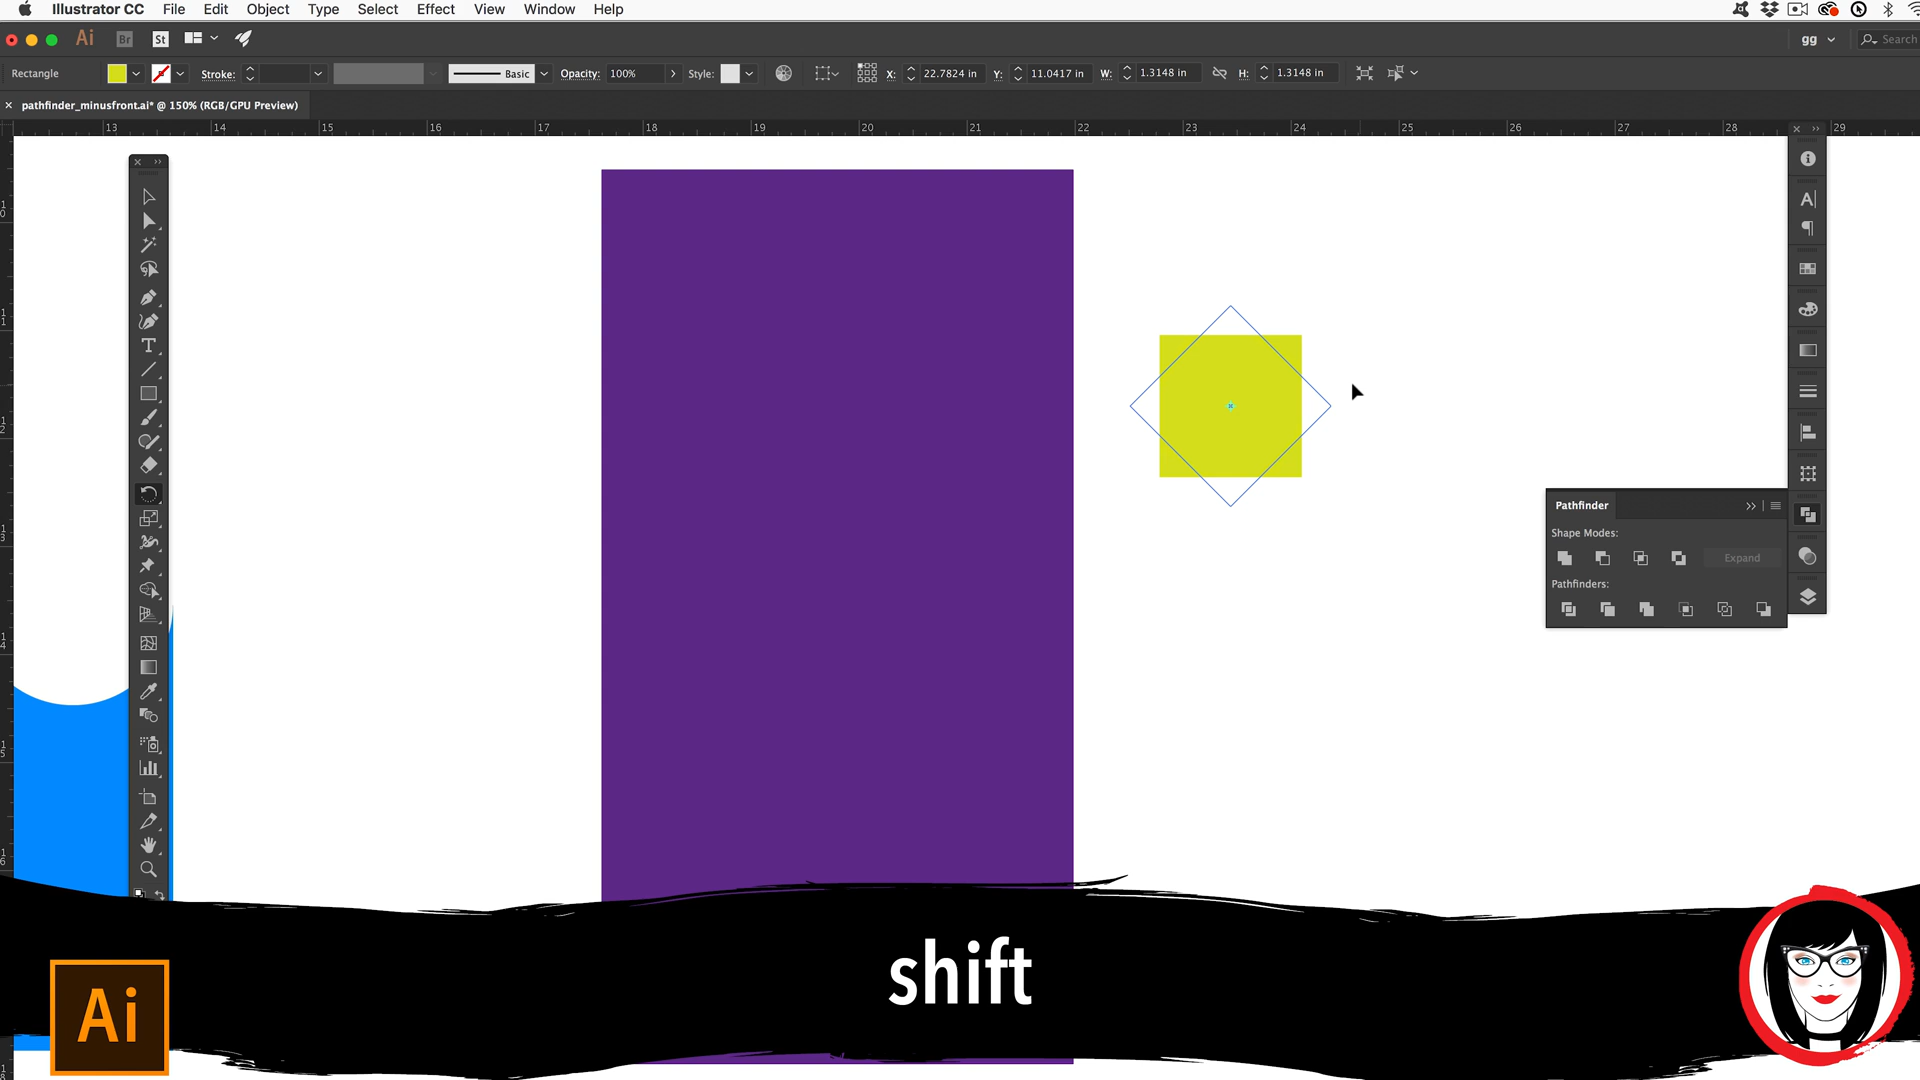 Illustrator CC File Edit Object Type Select Effect View Window Help
Ai Br St gg Search
Rectangle Stroke: Basic Opacity: 100% Style: X: 22.7824 in Y: 11.0417 in W: 1.3148 in H: 1.3148 in
pathfinder_minusfront.ai* @ 150% (RGB/GPU Preview)
13 14 15 16 17 18 19 20 21 22 23 24 25 26 27 28 29
Pathfinder
Shape Modes:
Expand
Pathfinders:
shift
Ai